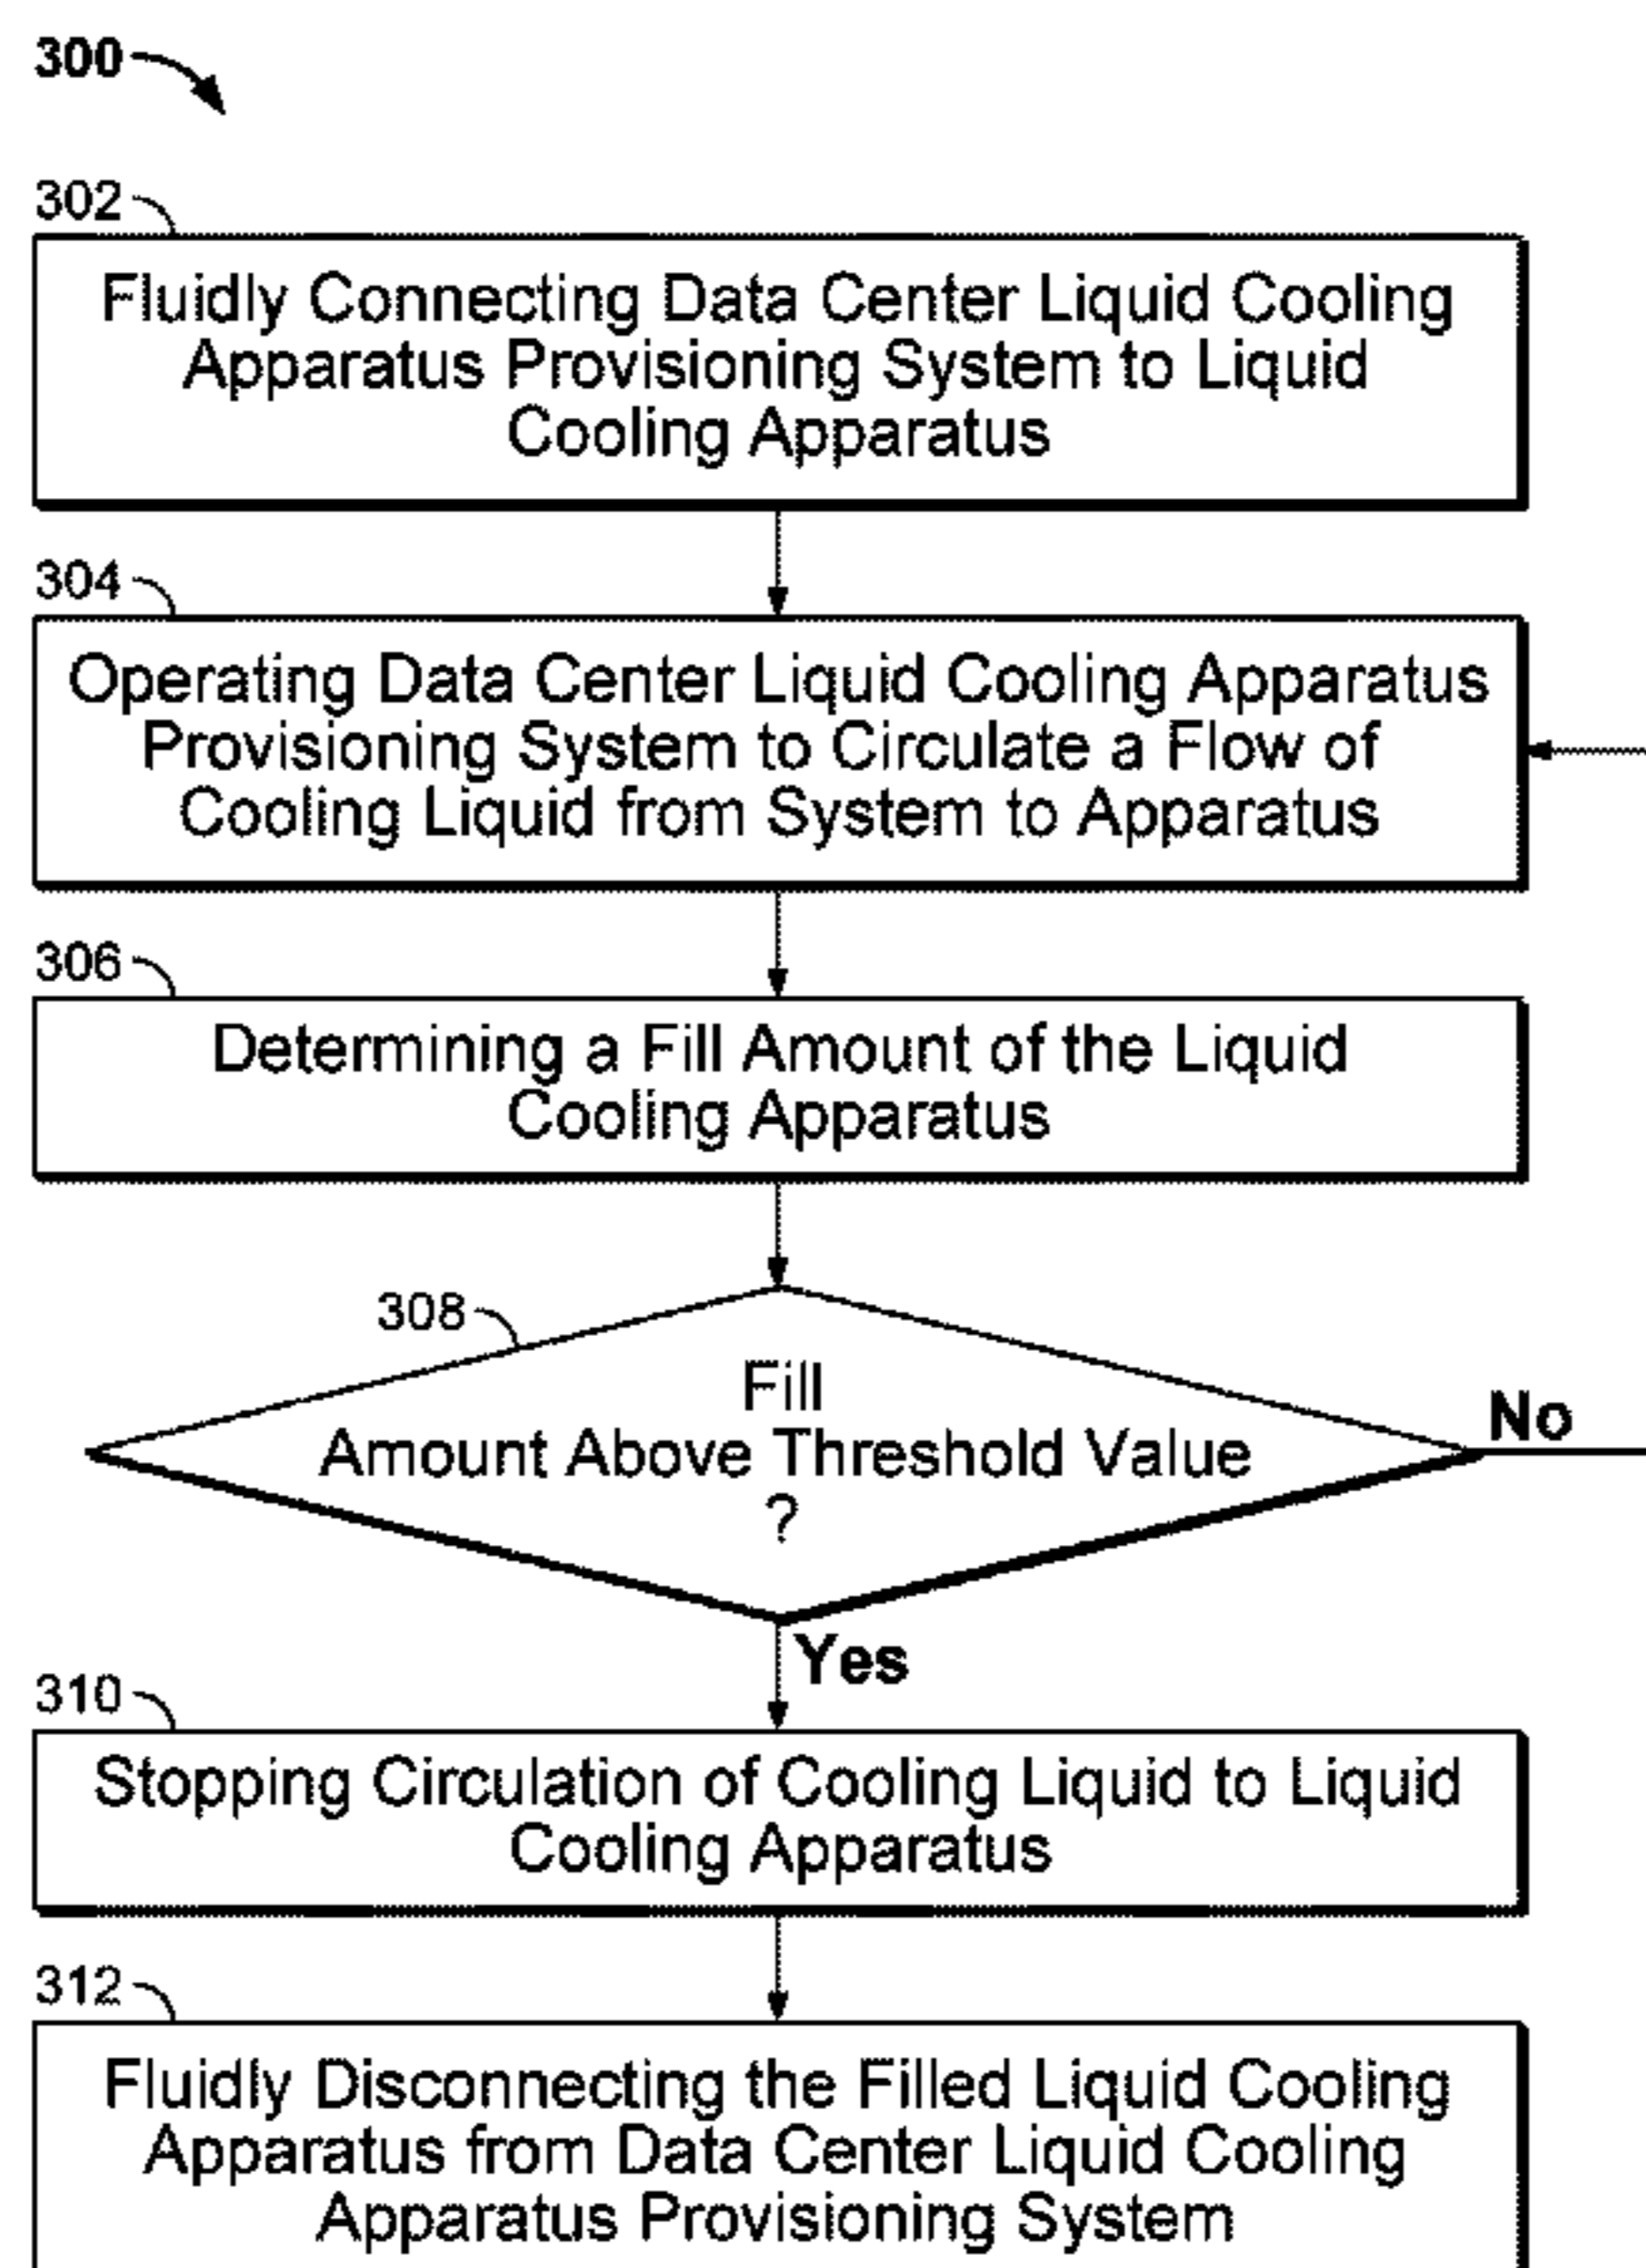 300
302
Fluidly Connecting Data Center Liquid Cooling
Apparatus Provisioning System to Liquid
Cooling Apparatus
304
Operating Data Center Liquid Cooling Apparatus
Provisioning System to Circulate a Flow of
Cooling Liquid from System to Apparatus
306
Determining a Fill Amount of the Liquid
Cooling Apparatus
308
Fill
Amount Above Threshold Value
?
No
Yes
310
Stopping Circulation of Cooling Liquid to Liquid
Cooling Apparatus
312
Fluidly Disconnecting the Filled Liquid Cooling
Apparatus from Data Center Liquid Cooling
Apparatus Provisioning System